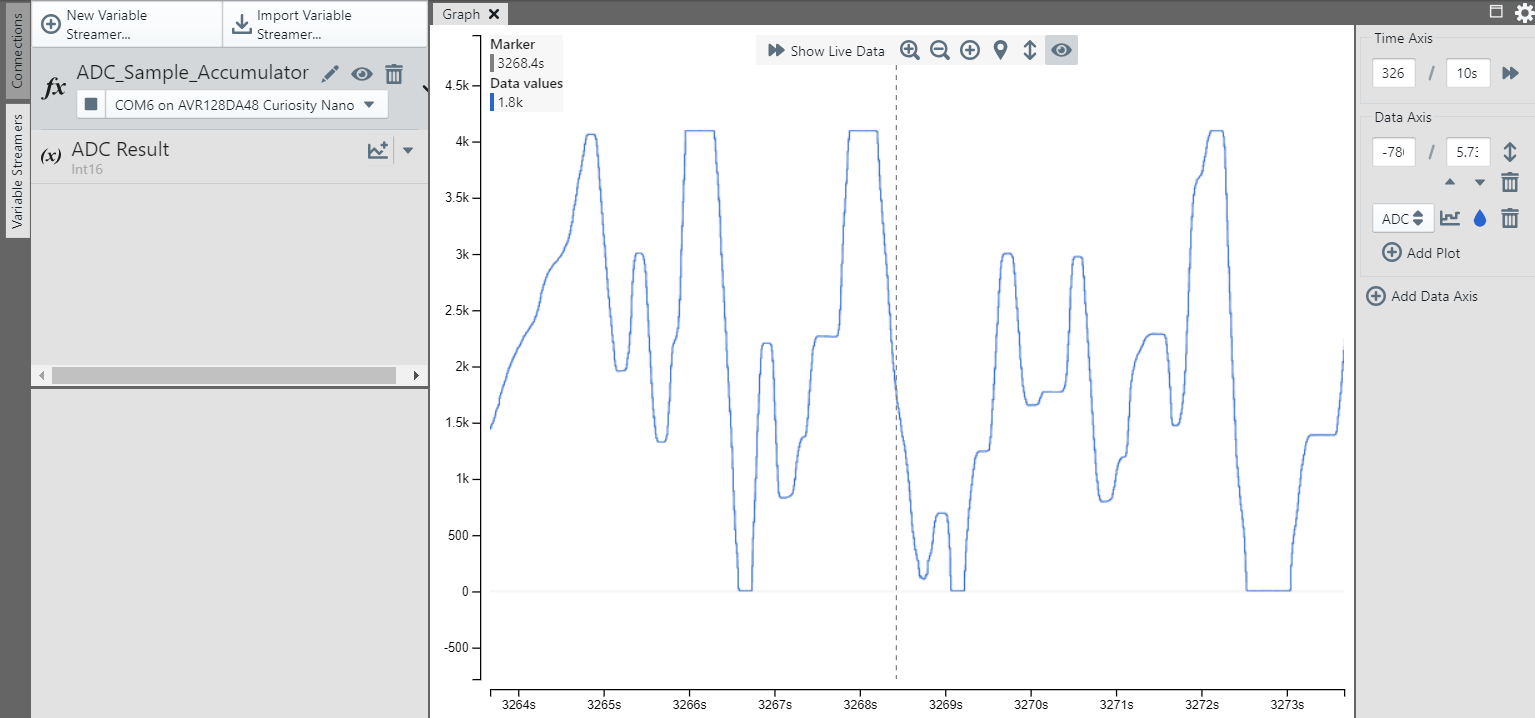 Connections
Variable Streamers
New Variable
Streamer...
Import Variable
Streamer...
fx
ADC_Sample_Accumulator
COM6 on AVR128DA48 Curiosity Nano
(x)
ADC Result
Int16
Graph
Marker
3268.4s
Data values
1.8k
Show Live Data
4.5k
4k
3.5k
3k
2.5k
2k
1.5k
1k
500
0
-500
3264s 3265s 3266s 3267s 3268s 3269s 3270s 3271s 3272s 3273s
Time Axis
326 / 10s
Data Axis
-78 / 5.73
ADC
Add Plot
Add Data Axis